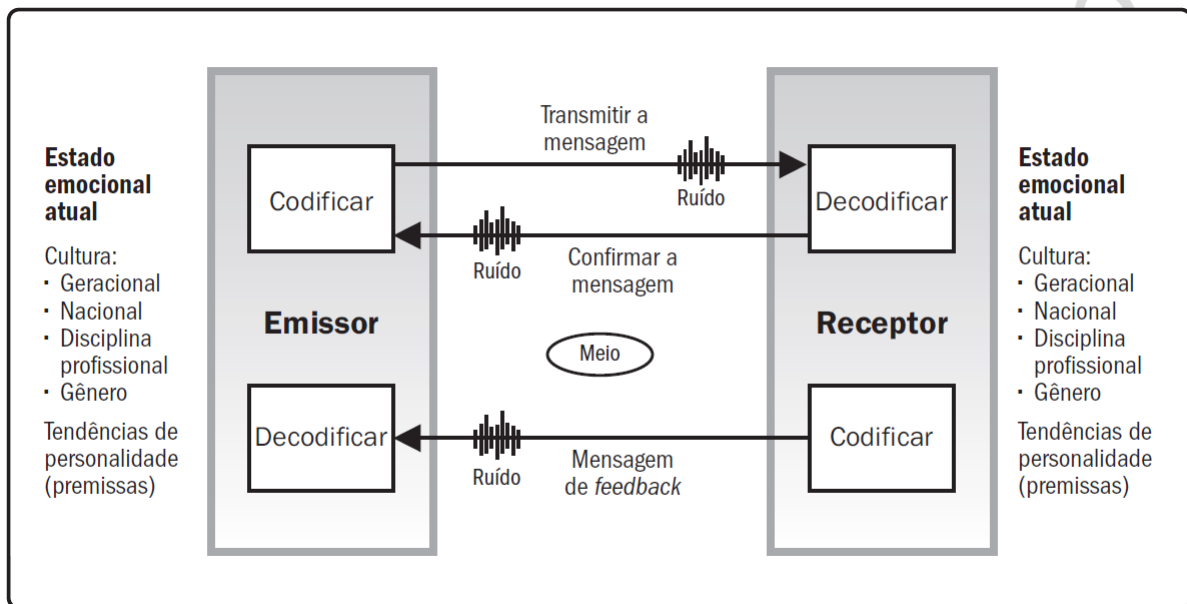 Estado
emocional
atual
Cultura:
• Geracional
• Nacional
• Disciplina
profissional
• Gênero
Tendências de
personalidade
(premissas)
Codificar
Emissor
Decodificar
Transmitir a
mensagem
Ruído
Ruído
Confirmar a
mensagem
Meio
Ruído
Mensagem
de feedback
Decodificar
Receptor
Codificar
Estado
emocional
atual
Cultura:
• Geracional
• Nacional
• Disciplina
profissional
• Gênero
Tendências de
personalidade
(premissas)